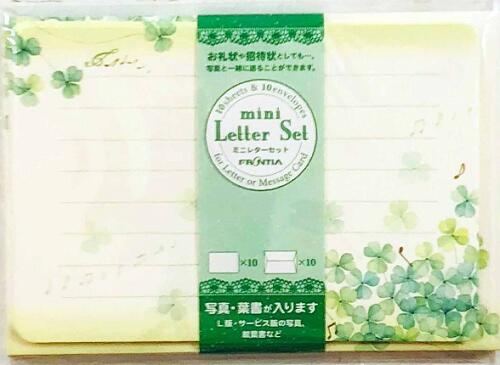 お礼状や招待状としても…、
写真と一緒に送ることができます。
10sheets & 10envelopes
mini
Letter Set
ミニレターセット
FRONTIA
for Letter or Message Card
×10
×10
写真・葉書が入ります
L版・サービス版の写真、
絵葉書など